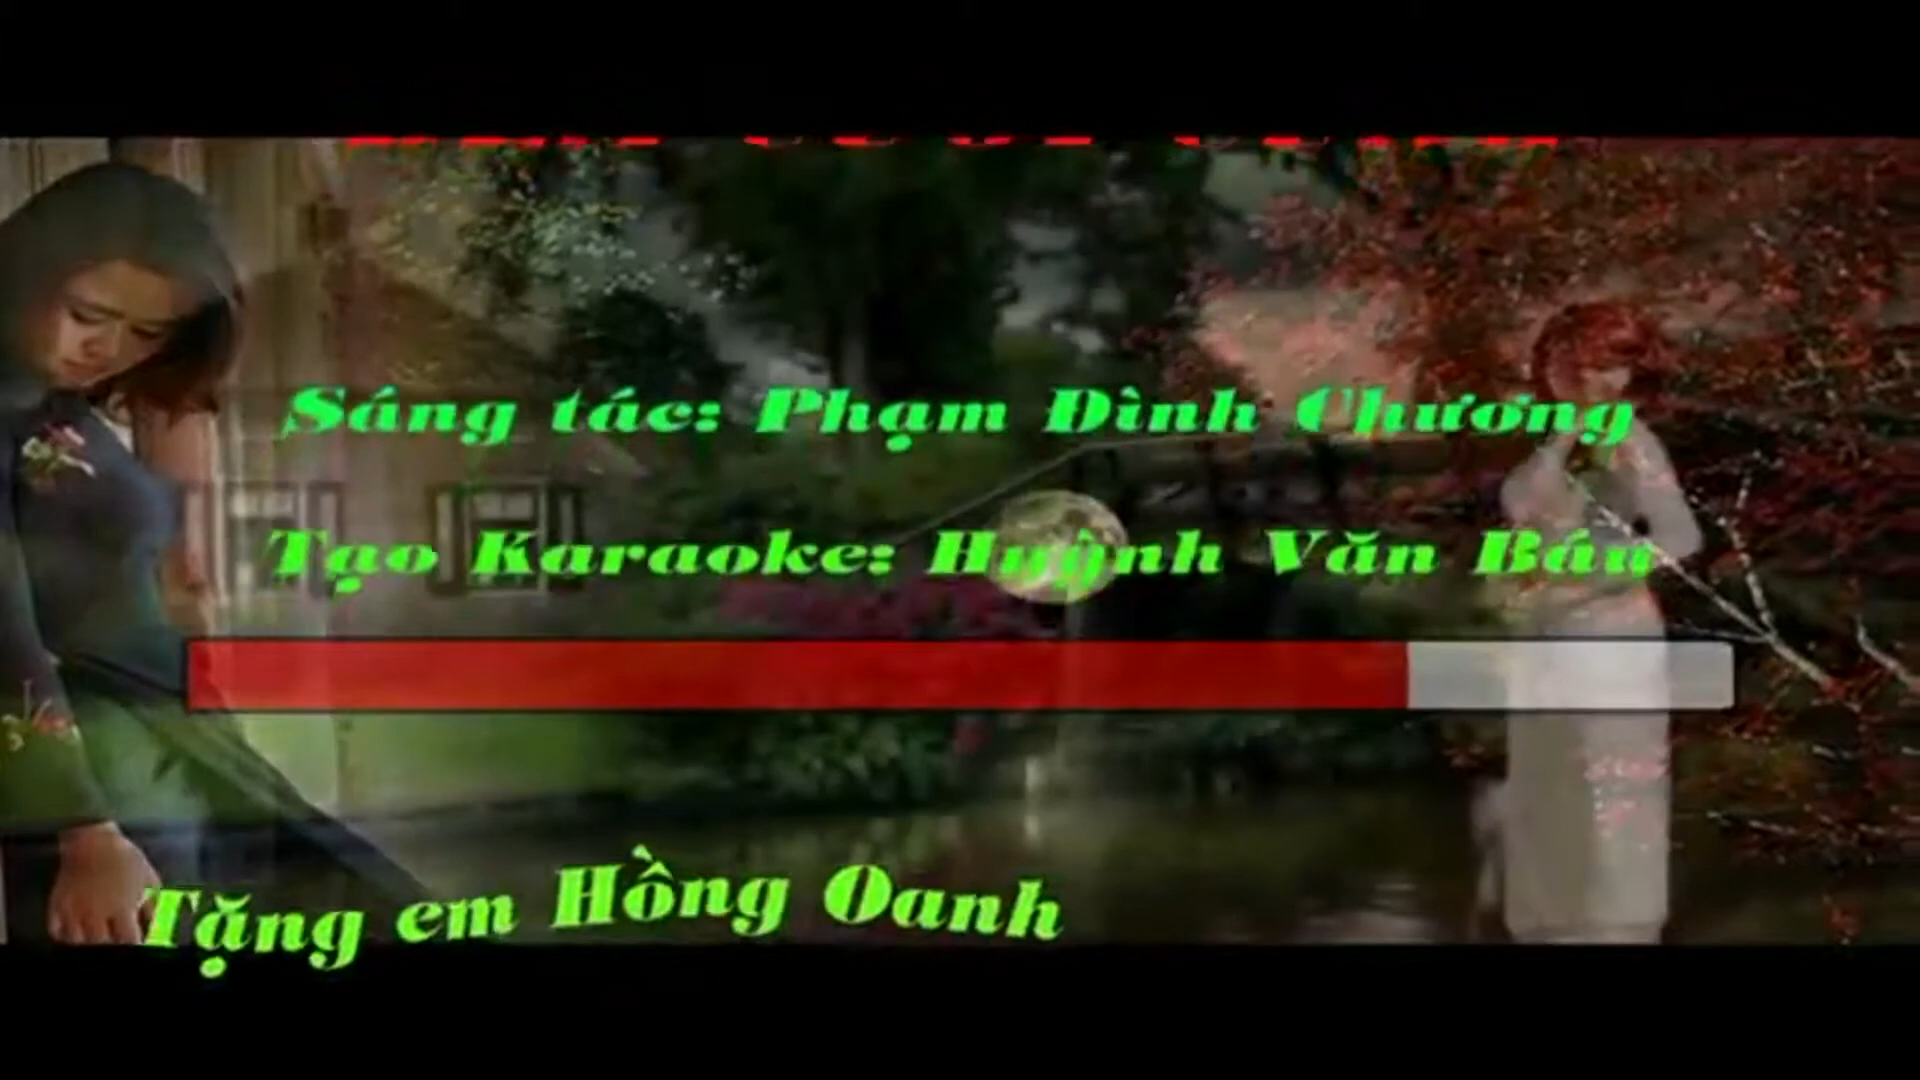 Sáng tác: Phạm Đình Chương
Tạo Karaoke: Huỳnh Văn Báu
Tặng em Hồng Oanh